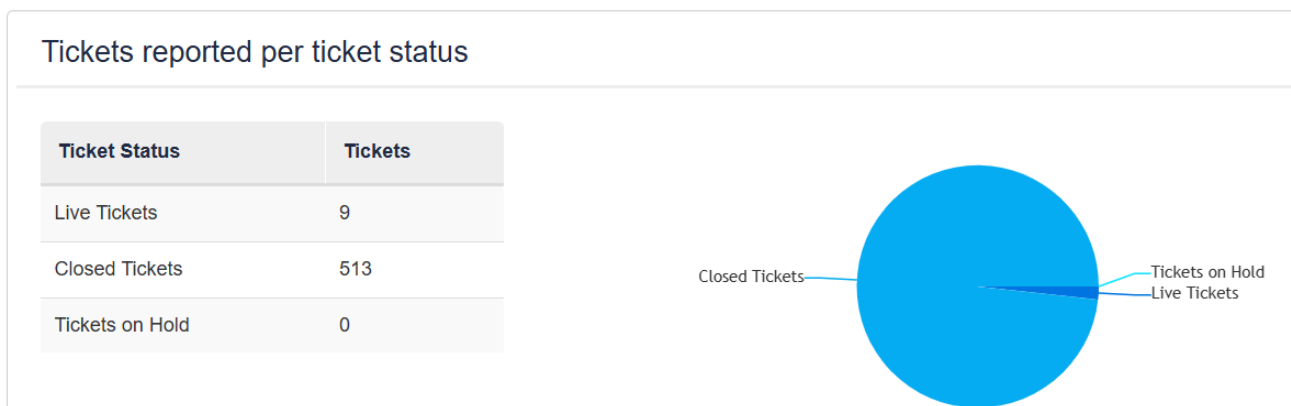 Tickets reported per ticket status
Ticket Status Tickets
Live Tickets 9
Closed Tickets 513
Tickets on Hold 0
Closed Tickets
Tickets on Hold
Live Tickets